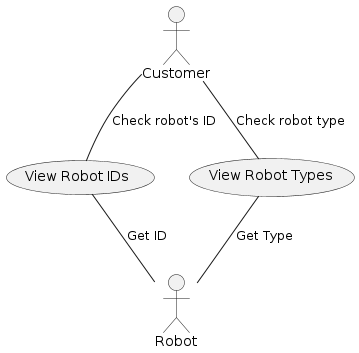 Customer
Check robot's ID
Check robot type
View Robot IDs
View Robot Types
Get ID
Get Type
Robot